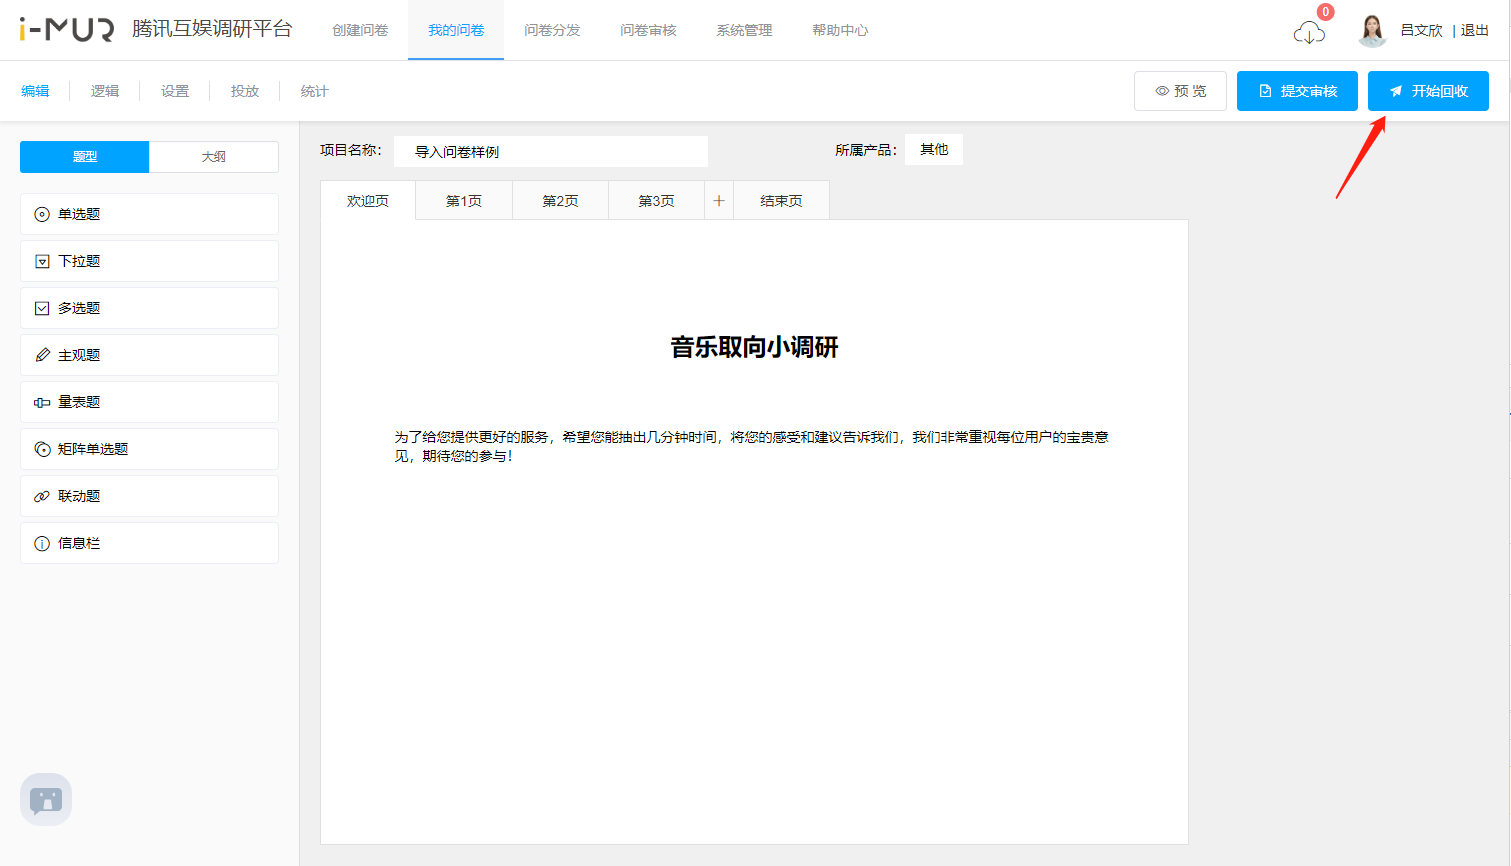 i-MUR 腾讯互娱调研平台 创建问卷 我的问卷 问卷分发 问卷审核 系统管理 帮助中心 0 吕文欣 | 退出
编辑 逻辑 设置 投放 统计 预 览 提交审核 开始回收
题型 大纲
项目名称： 导入问卷样例 所属产品： 其他
欢迎页 第1页 第2页 第3页 + 结束页
单选题
下拉题
多选题
主观题
量表题
矩阵单选题
联动题
信息栏
音乐取向小调研
为了给您提供更好的服务，希望您能抽出几分钟时间，将您的感受和建议告诉我们，我们非常重视每位用户的宝贵意
见，期待您的参与！